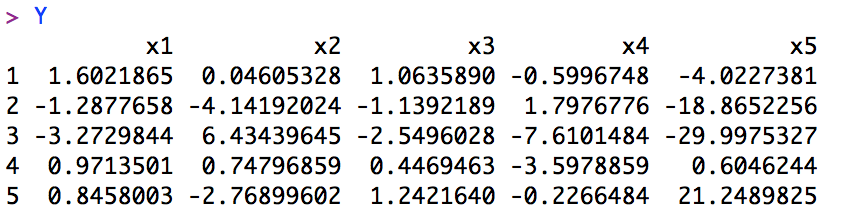 > Y
x1 x2 x3 x4 x5
1 1.6021865 0.04605328 1.0635890 -0.5996748 -4.0227381
2 -1.2877658 -4.14192024 -1.1392189 1.7976776 -18.8652256
3 -3.2729844 6.43439645 -2.5496028 -7.6101484 -29.9975327
4 0.9713501 0.74796859 0.4469463 -3.5978859 0.6046244
5 0.8458003 -2.76899602 1.2421640 -0.2266484 21.2489825